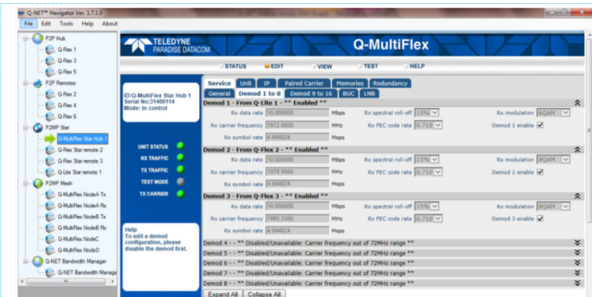 Q-NET™ Navigator Ver. 1.7.1.0
File Edit Tools Help About
P2P Hub
Q-Flex 1
Q-Flex 3
Q-Flex 5
P2P Remotes
Q-Flex 2
Q-Flex 4
Q-Flex 6
P2MP Star
Q-MultiFlex Star Hub 1
Q-Flex Star remote 2
Q-Flex Star remote 3
Q-Lite Star remote 1
P2MP Mesh
Q-MultiFlex NodeA Tx
Q-MultiFlex NodeA Rx
Q-MultiFlex NodeB Tx
Q-MultiFlex NodeB Rx
Q-MultiFlex NodeC
Q-MultiFlex NodeD
Q-NET Bandwidth Manager
Q-NET Bandwidth Manage
TELEDYNE
PARADISE DATACOM
Q-MultiFlex
STATUS EDIT VIEW TEST HELP
ID:Q-MultiFlex Star Hub 1
Serial No:31400114
Mode: In control
UNIT STATUS
RX TRAFFIC
TX TRAFFIC
TEST MODE
TX CARRIER
Help
To edit a demod
configuration, please
disable the demod first.
Service Unit IP Paired Carrier Memories Redundancy
General Demod 1 to 8 Demod 9 to 16 BUC LNB
Demod 1 - From Q-Lite 1 - ** Enabled **
Rx data rate 10.000000 Mbps Rx spectral roll-off 15% Rx modulation 8QAM
Rx carrier frequency 1972.6000 MHz Rx FEC code rate 0.710 Demod 1 enable
Rx symbol rate 4.694824 Msps
Demod 2 - From Q-Flex 2 - ** Enabled **
Rx data rate 10.000000 Mbps Rx spectral roll-off 15% Rx modulation 8QAM
Rx carrier frequency MHz Rx FEC code rate 0.710 Demod 2 enable
Rx symbol rate 4.694824 Msps
Demod 3 - From Q-Flex 3 - ** Enabled **
Rx data rate 10.000000 Mbps Rx spectral roll-off 15% Rx modulation 8QAM
Rx carrier frequency MHz Rx FEC code rate 0.710 Demod 3 enable
Rx symbol rate 4.694824 Msps
Demod 4 - - ** Disabled/Unavailable: Carrier frequency out of 72MHz range **
Demod 5 - - ** Disabled/Unavailable: Carrier frequency out of 72MHz range **
Demod 6 - - ** Disabled/Unavailable: Carrier frequency out of 72MHz range **
Demod 7 - - ** Disabled/Unavailable: Carrier frequency out of 72MHz range **
Demod 8 - - ** Disabled/Unavailable: Carrier frequency out of 72MHz range **
Expand All Collapse All